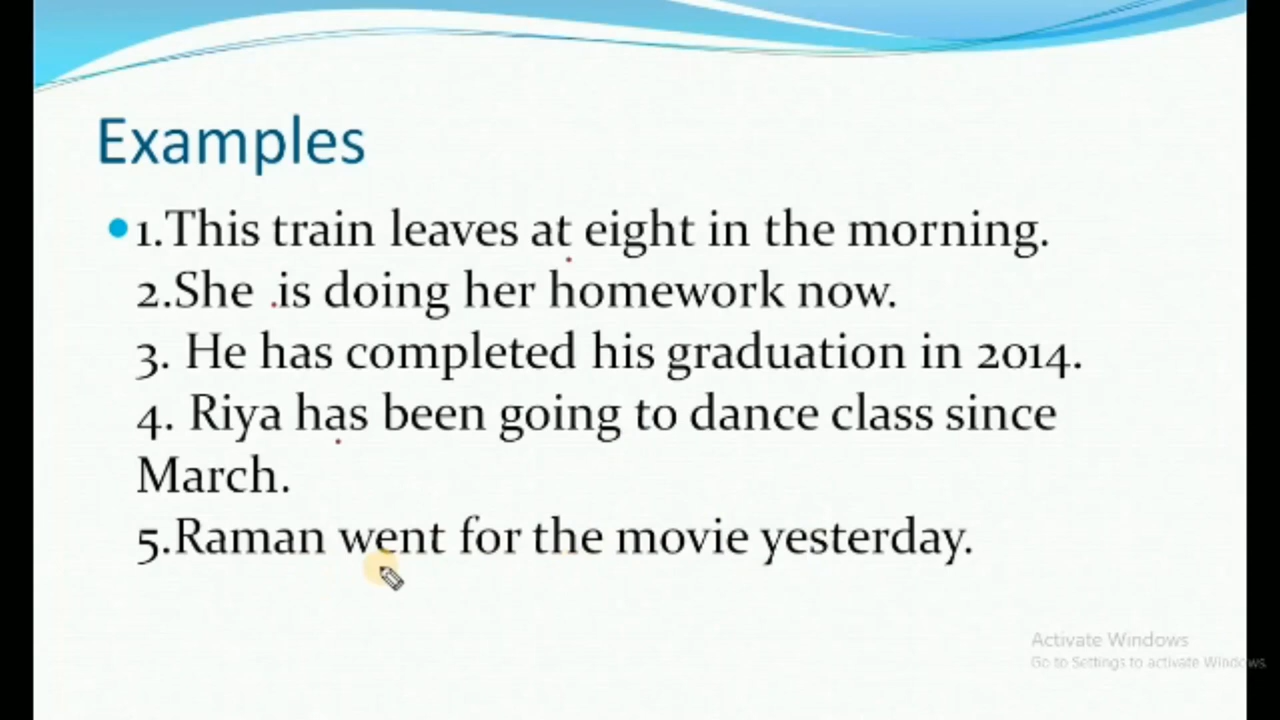 Examples
1.This train leaves at eight in the morning.
2.She .is doing her homework now.
3. He has completed his graduation in 2014.
4. Riya has been going to dance class since
March.
5.Raman went for the movie yesterday.
Activate Windows
Go to Settings to activate Windows.